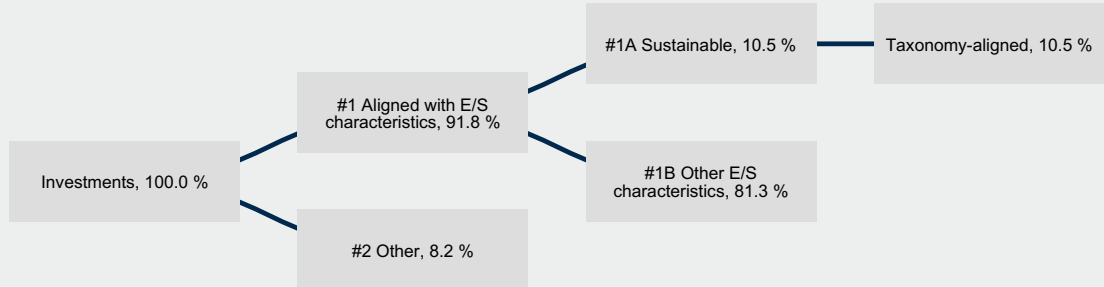 #1A Sustainable, 10.5 %
Taxonomy-aligned, 10.5 %
#1 Aligned with E/S
characteristics, 91.8 %
Investments, 100.0 %
#1B Other E/S
characteristics, 81.3 %
#2 Other, 8.2 %